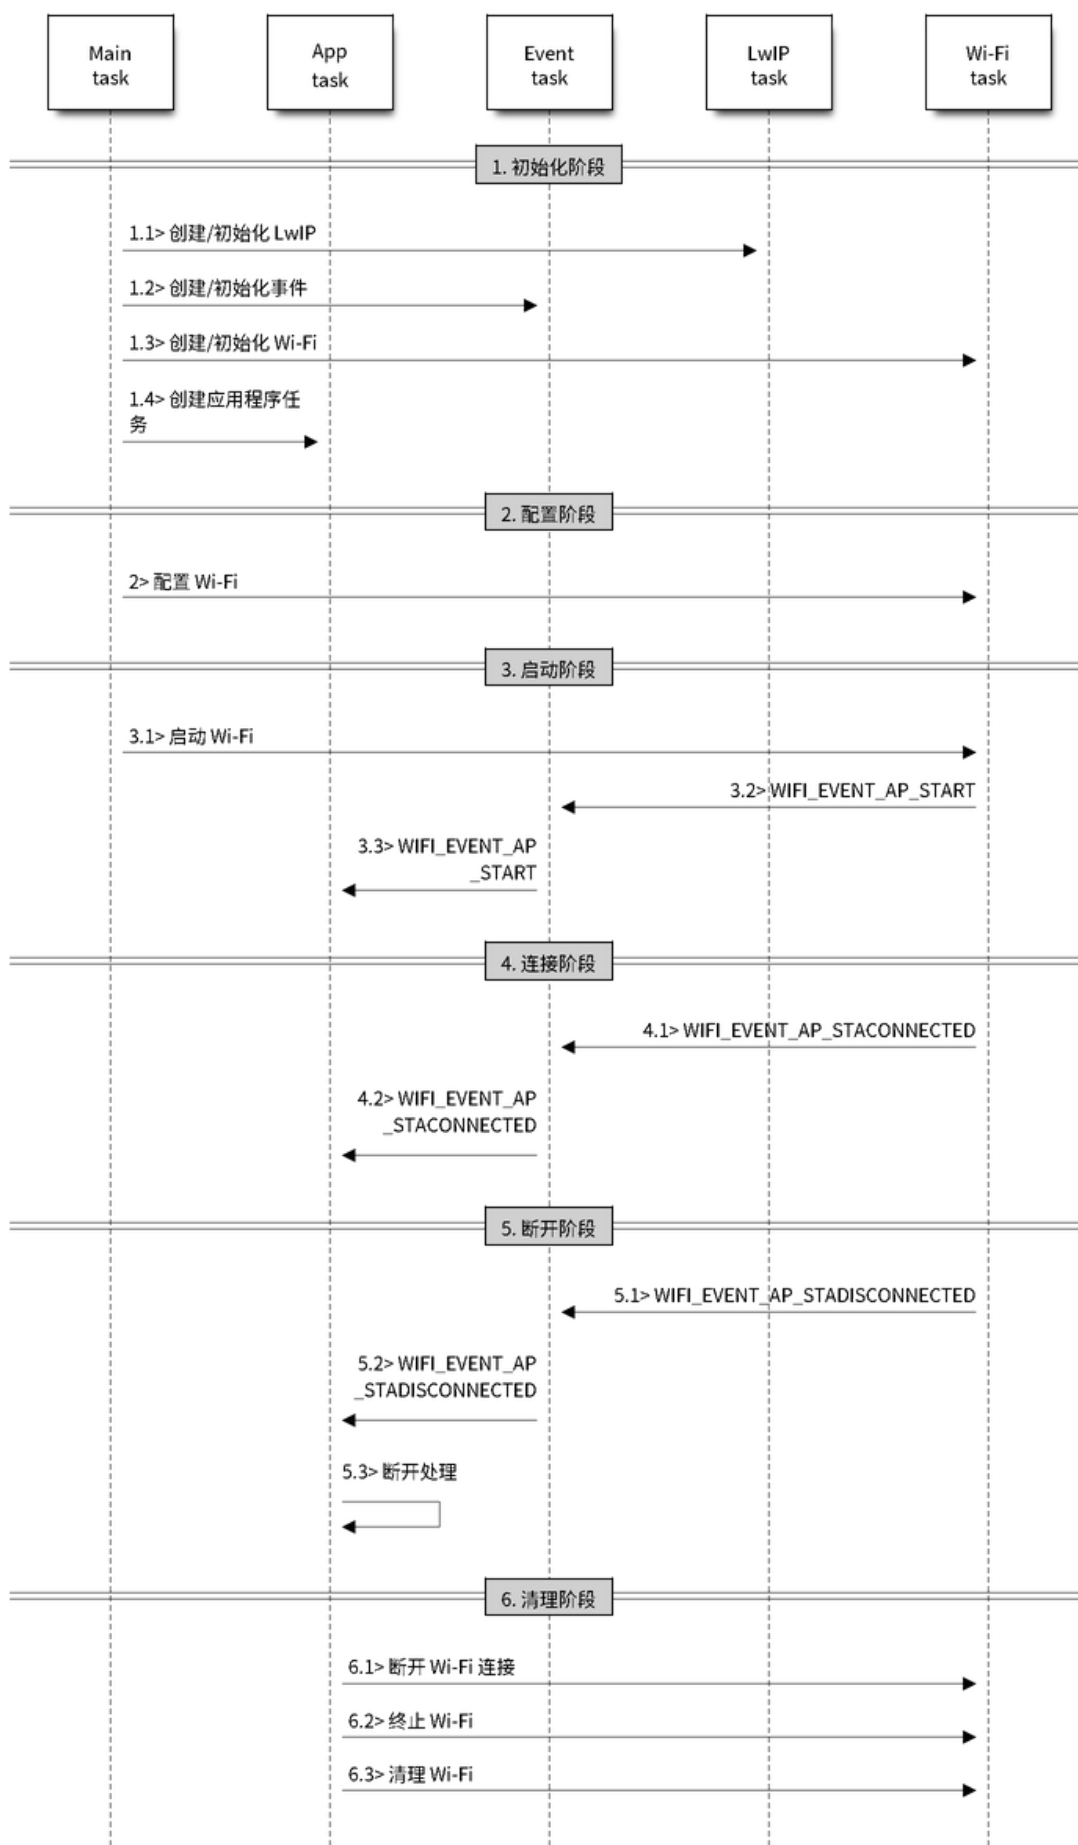 Main
task
App
task
Event
task
LwIP
task
Wi-Fi
task
1. 初始化阶段
1.1> 创建/初始化 LwIP
1.2> 创建/初始化事件
1.3> 创建/初始化 Wi-Fi
1.4> 创建应用程序任
务
2. 配置阶段
2> 配置 Wi-Fi
3. 启动阶段
3.1> 启动 Wi-Fi
3.2> WIFI_EVENT_AP_START
3.3> WIFI_EVENT_AP
_START
4. 连接阶段
4.1> WIFI_EVENT_AP_STACONNECTED
4.2> WIFI_EVENT_AP
_STACONNECTED
5. 断开阶段
5.1> WIFI_EVENT_AP_STADISCONNECTED
5.2> WIFI_EVENT_AP
_STADISCONNECTED
5.3> 断开处理
6. 清理阶段
6.1> 断开 Wi-Fi 连接
6.2> 终止 Wi-Fi
6.3> 清理 Wi-Fi